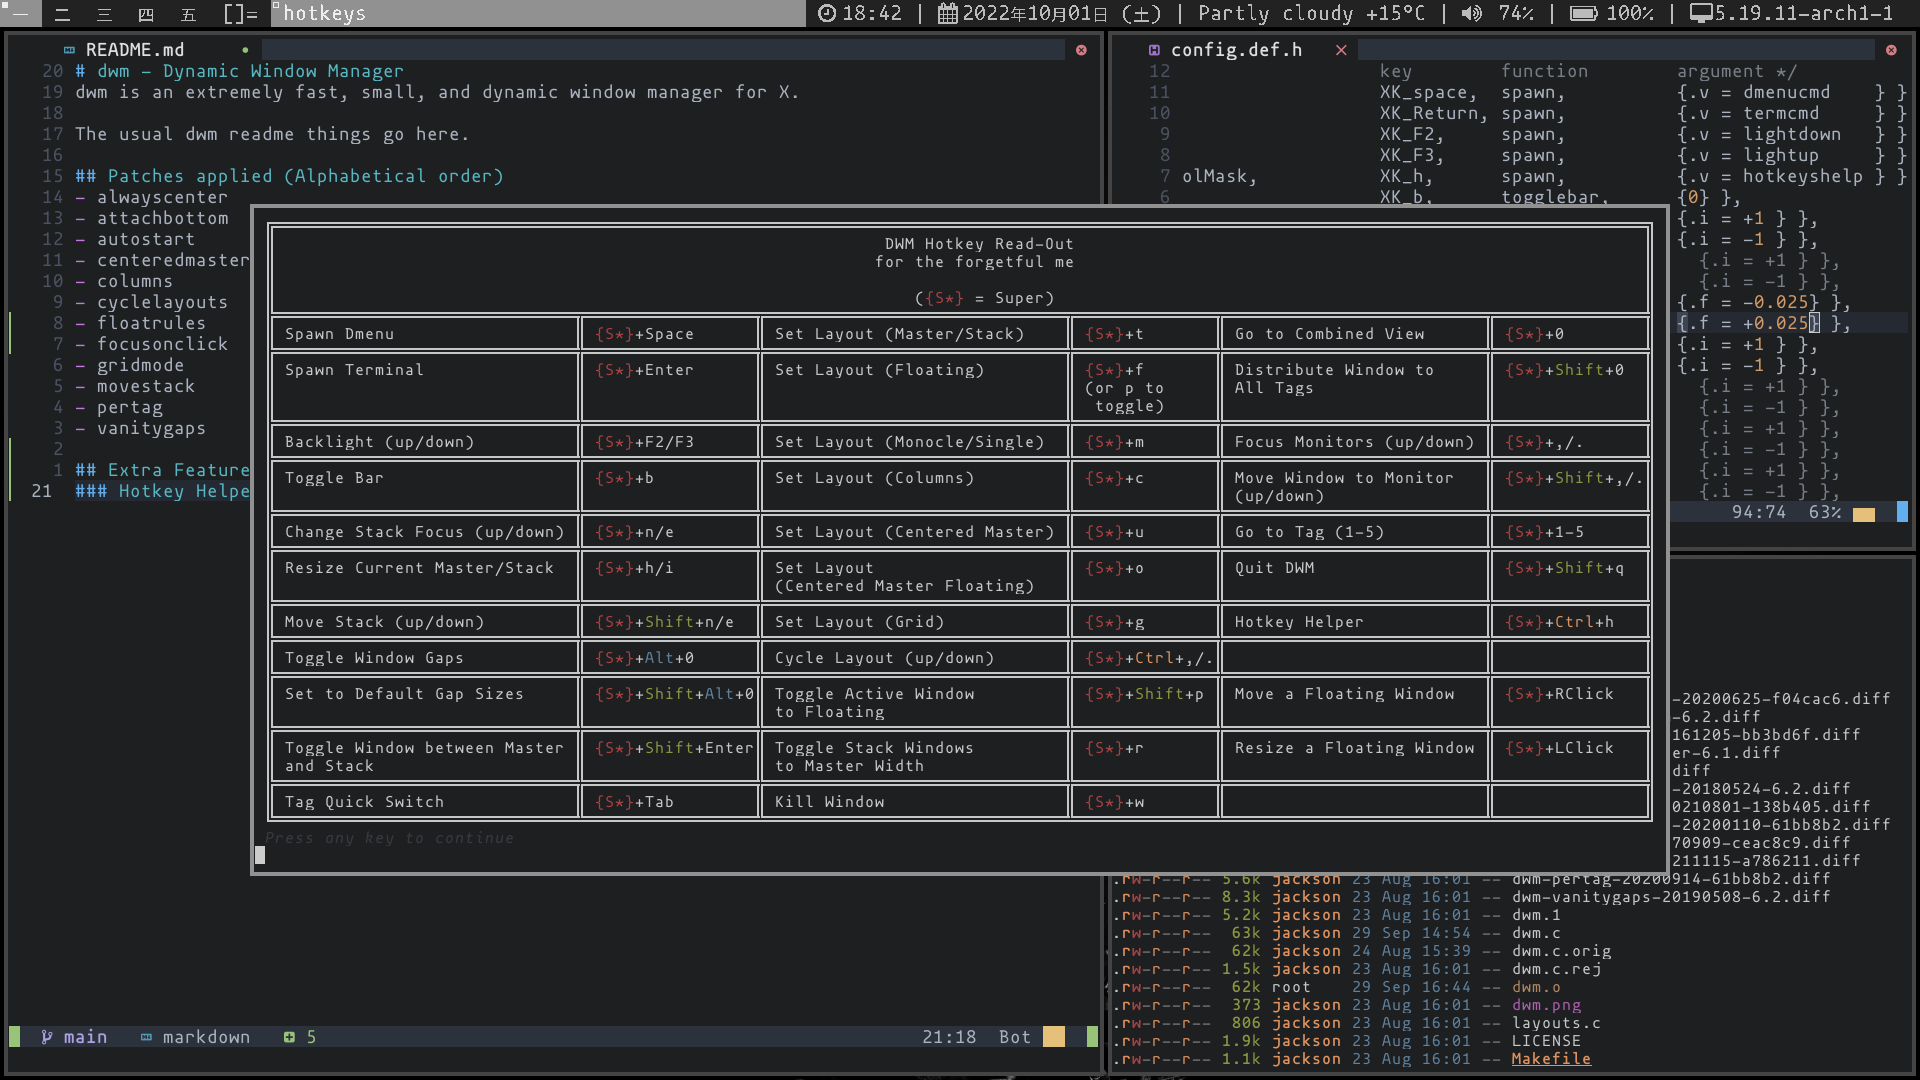 一 二 三 四 五 []= hotkeys 18:42 | 2022年10月01日 (土) | Partly cloudy +15°C | 74% | 100% | 5.19.11-arch1-1
README.md
20 # dwm - Dynamic Window Manager
19 dwm is an extremely fast, small, and dynamic window manager for X.
18
17 The usual dwm readme things go here.
16
15 ## Patches applied (Alphabetical order)
14 - alwayscenter
13 - attachbottom
12 - autostart
11 - centeredmaster
10 - columns
9 - cyclelayouts
8 - floatrules
7 - focusonclick
6 - gridmode
5 - movestack
4 - pertag
3 - vanitygaps
2
1 ## Extra Feature
21 ### Hotkey Helpe
main markdown 5 21:18 Bot
config.def.h
12 key function argument */
11 XK_space, spawn, {.v = dmenucmd } }
10 XK_Return, spawn, {.v = termcmd } }
9 XK_F2, spawn, {.v = lightdown } }
8 XK_F3, spawn, {.v = lightup } }
7 olMask, XK_h, spawn, {.v = hotkeyshelp } }
6 XK_b, togglebar, {0} },
{.i = +1 } },
{.i = -1 } },
{.i = +1 } },
{.i = -1 } },
{.f = -0.025} },
{.f = +0.025} },
{.i = +1 } },
{.i = -1 } },
{.i = +1 } },
{.i = -1 } },
{.i = +1 } },
{.i = -1 } },
{.i = +1 } },
{.i = -1 } },
94:74 63%
DWM Hotkey Read-Out
for the forgetful me
({S*} = Super)
Spawn Dmenu {S*}+Space Set Layout (Master/Stack) {S*}+t Go to Combined View {S*}+0
Spawn Terminal {S*}+Enter Set Layout (Floating) {S*}+f Distribute Window to {S*}+Shift+0
(or p to All Tags
toggle)
Backlight (up/down) {S*}+F2/F3 Set Layout (Monocle/Single) {S*}+m Focus Monitors (up/down) {S*}+,/.
Toggle Bar {S*}+b Set Layout (Columns) {S*}+c Move Window to Monitor {S*}+Shift+,/.
(up/down)
Change Stack Focus (up/down) {S*}+n/e Set Layout (Centered Master) {S*}+u Go to Tag (1-5) {S*}+1-5
Resize Current Master/Stack {S*}+h/i Set Layout {S*}+o Quit DWM {S*}+Shift+q
(Centered Master Floating)
Move Stack (up/down) {S*}+Shift+n/e Set Layout (Grid) {S*}+g Hotkey Helper {S*}+Ctrl+h
Toggle Window Gaps {S*}+Alt+0 Cycle Layout (up/down) {S*}+Ctrl+,/.
Set to Default Gap Sizes {S*}+Shift+Alt+0 Toggle Active Window {S*}+Shift+p Move a Floating Window {S*}+RClick
to Floating
Toggle Window between Master {S*}+Shift+Enter Toggle Stack Windows {S*}+r Resize a Floating Window {S*}+LClick
and Stack to Master Width
Tag Quick Switch {S*}+Tab Kill Window {S*}+w
Press any key to continue
-20200625-f04cac6.diff
-6.2.diff
161205-bb3bd6f.diff
er-6.1.diff
diff
-20180524-6.2.diff
0210801-138b405.diff
-20200110-61bb8b2.diff
70909-ceac8c9.diff
211115-a786211.diff
.rw-r--r-- 5.6k jackson 23 Aug 16:01 -- dwm-pertag-20200914-61bb8b2.diff
.rw-r--r-- 8.3k jackson 23 Aug 16:01 -- dwm-vanitygaps-20190508-6.2.diff
.rw-r--r-- 5.2k jackson 23 Aug 16:01 -- dwm.1
.rw-r--r-- 63k jackson 29 Sep 14:54 -- dwm.c
.rw-r--r-- 62k jackson 24 Aug 15:39 -- dwm.c.orig
.rw-r--r-- 1.5k jackson 23 Aug 16:01 -- dwm.c.rej
.rw-r--r-- 62k root 29 Sep 16:44 -- dwm.o
.rw-r--r-- 373 jackson 23 Aug 16:01 -- dwm.png
.rw-r--r-- 806 jackson 23 Aug 16:01 -- layouts.c
.rw-r--r-- 1.9k jackson 23 Aug 16:01 -- LICENSE
.rw-r--r-- 1.1k jackson 23 Aug 16:01 -- Makefile